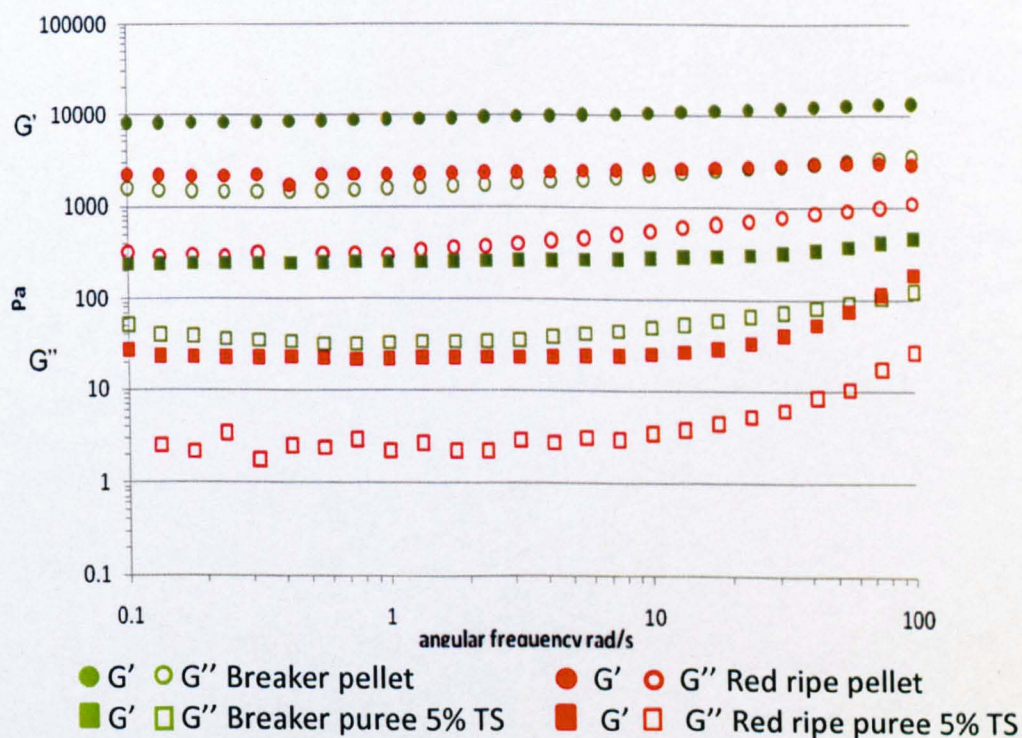 100000
G'
10000
1000
Pa
100
G''
10
1
0.1
0.1 1 10 100
angular frequency rad/s
G' G'' Breaker pellet
G' G'' Red ripe pellet
G' G'' Breaker puree 5% TS
G' G'' Red ripe puree 5% TS